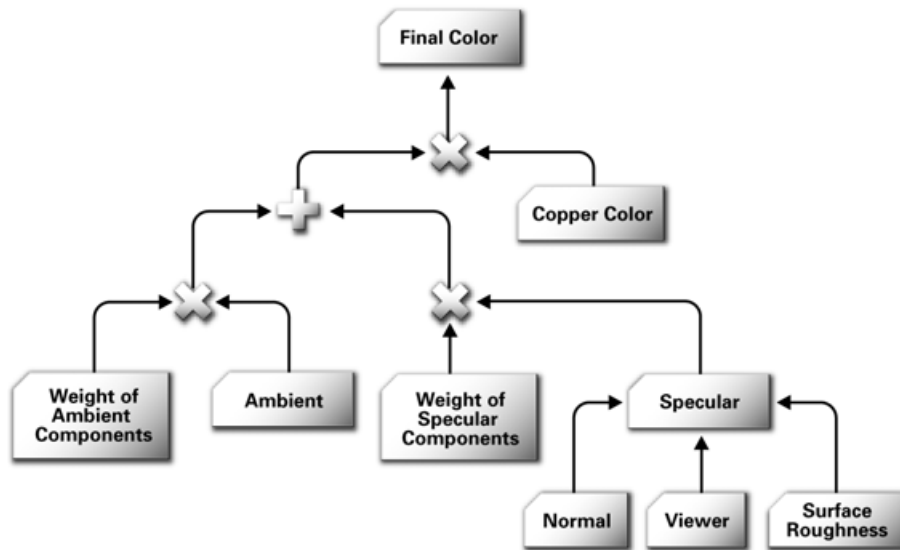 Final Color
Copper Color
Weight of
Ambient
Components
Ambient
Weight of
Specular
Components
Specular
Normal
Viewer
Surface
Roughness